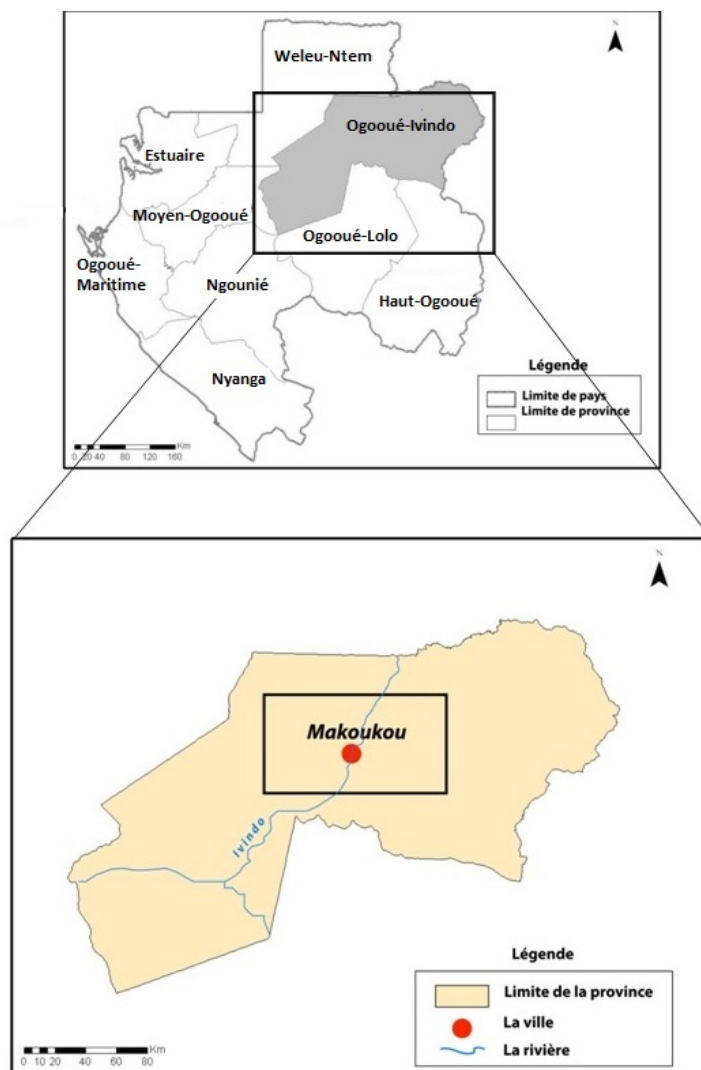 N
Weleu-Ntem
Ogooué-Ivindo
Estuaire
Moyen-Ogooué
Ogooué-Lolo
Ogooué-
Maritime
Ngounié
Haut-Ogooué
Nyanga
Légende
Limite de pays
Limite de province
Km
0 20 40 80 120 160
N
Makoukou
Ivindo
Légende
Limite de la province
La ville
La rivière
Km
0 10 20 40 60 80